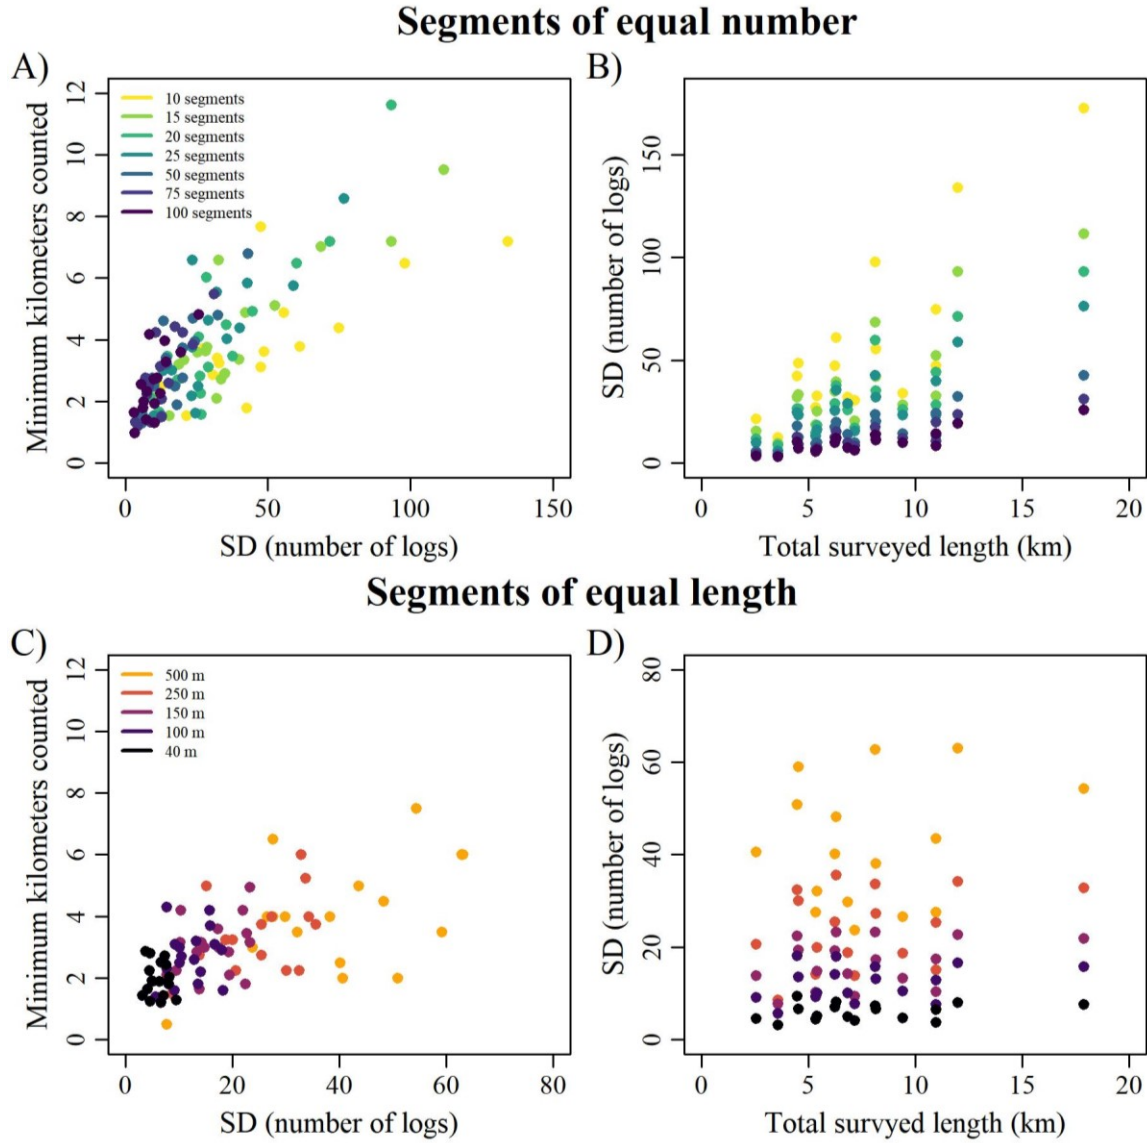 Segments of equal number
A)
Minimum kilometers counted
12
10
8
6
4
2
0
10 segments
15 segments
20 segments
25 segments
50 segments
75 segments
100 segments
0 50 100 150
SD (number of logs)
B)
SD (number of logs)
150
100
50
0
0 5 10 15 20
Total surveyed length (km)
Segments of equal length
C)
Minimum kilometers counted
12
10
8
6
4
2
0
500 m
250 m
150 m
100 m
40 m
0 20 40 60 80
SD (number of logs)
D)
SD (number of logs)
80
60
40
20
0
0 5 10 15 20
Total survyed length (km)